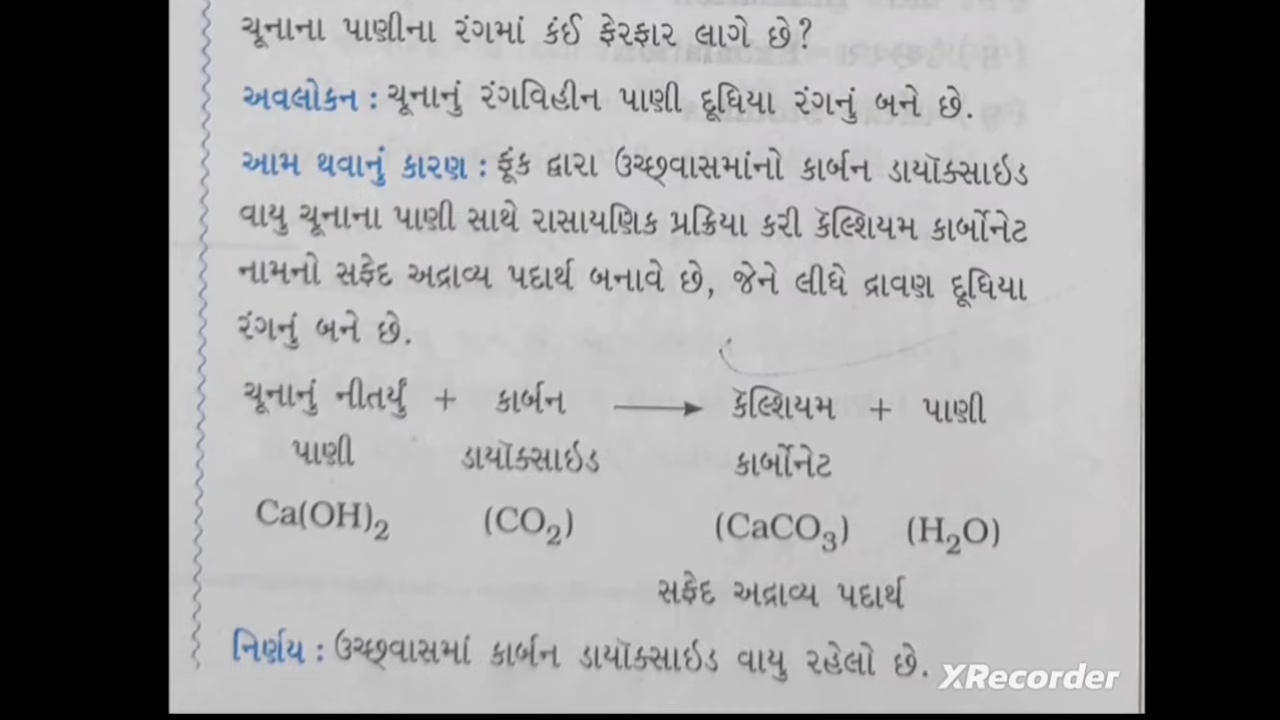 ચૂનાના પાણીના રંગમાં કંઈ ફેરફાર લાગે છે?
અવલોકન : ચૂનાનું રંગવિહીન પાણી દૂધિયા રંગનું બને છે.
આમ થવાનું કારણ : ફૂંક દ્વારા ઉચ્છ્વાસમાંનો કાર્બન ડાયૉક્સાઇડ
વાયુ ચૂનાના પાણી સાથે રાસાયણિક પ્રક્રિયા કરી કૅલ્શિયમ કાર્બોનેટ
નામનો સફેદ અદ્રાવ્ય પદાર્થ બનાવે છે, જેને લીધે દ્રાવણ દૂધિયા
રંગનું બને છે.
ચૂનાનું નીતર્યું + કાર્બન ⟶ કૅલ્શિયમ + પાણી
પાણી ડાયૉક્સાઇડ કાર્બોનેટ
Ca(OH)₂ (CO₂) (CaCO₃) (H₂O)
સફેદ અદ્રાવ્ય પદાર્થ
નિર્ણય : ઉચ્છ્વાસમાં કાર્બન ડાયૉક્સાઇડ વાયુ રહેલો છે.
XRecorder